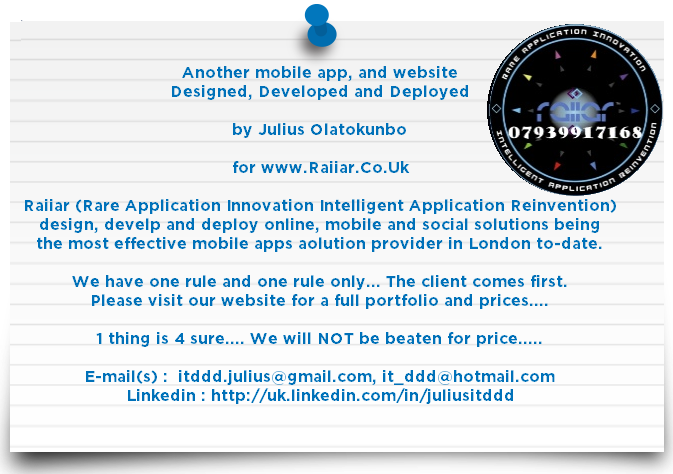 Another mobile app, and website
Designed, Developed and Deployed
by Julius Olatokunbo
for www.Raiiar.Co.Uk
Raiiar (Rare Application Innovation Intelligent Application Reinvention)
design, develp and deploy online, mobile and social solutions being
the most effective mobile apps aolution provider in London to-date.
We have one rule and one rule only... The client comes first.
Please visit our website for a full portfolio and prices....
1 thing is 4 sure.... We will NOT be beaten for price.....
E-mail(s) : itddd.julius@gmail.com, it_ddd@hotmail.com
Linkedin : http://uk.linkedin.com/in/juliusitddd
RARE APPLICATION INNOVATION
raiiar
07939917168
INTELLIGENT APPLICATION REINVENTION